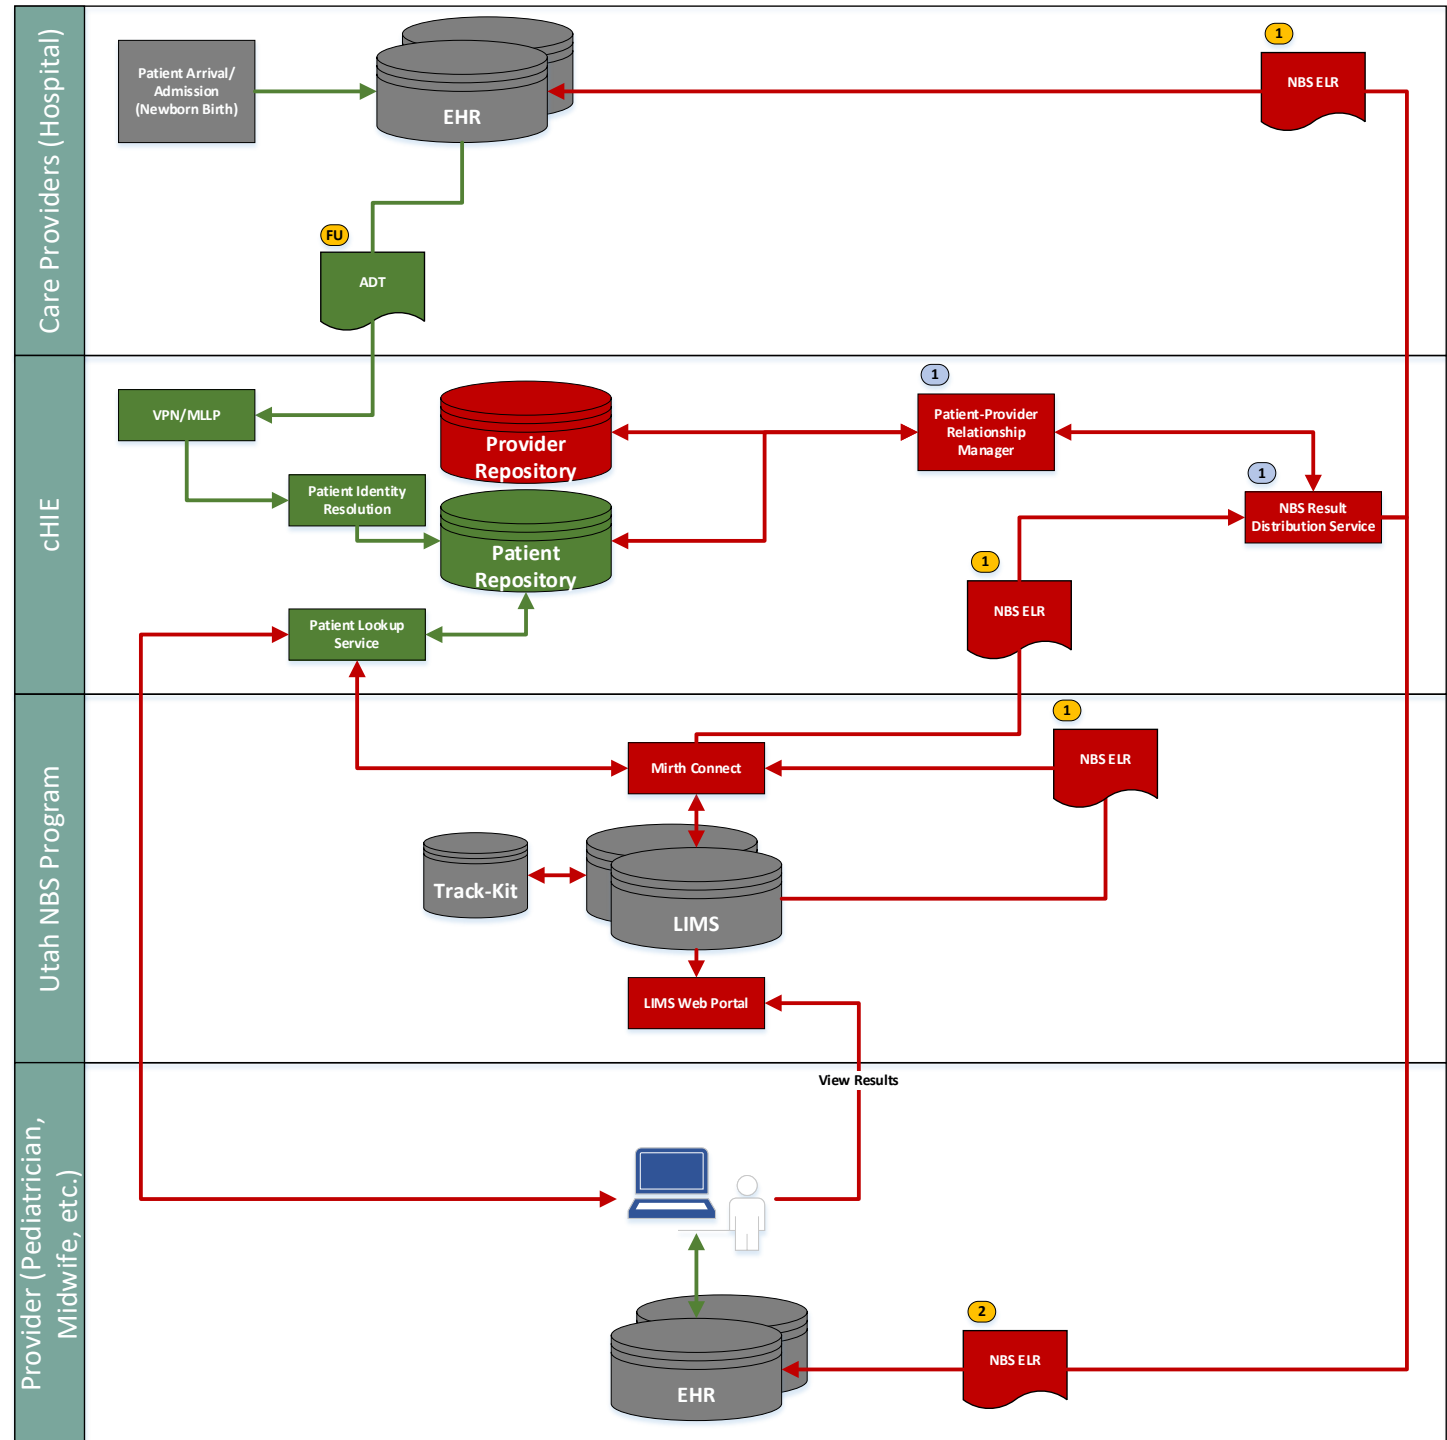 Care Providers (Hospital)
Patient Arrival/
Admission
(Newborn Birth)
EHR
1
NBS ELR
FU
ADT
cHIE
VPN/MLLP
Provider
Repository
1
Patient-Provider
Relationship
Manager
Patient Identity
Resolution
Patient
Repository
1
NBS Result
Distribution Service
1
NBS ELR
Patient Lookup
Service
Utah NBS Program
1
NBS ELR
Mirth Connect
Track-Kit
LIMS
LIMS Web Portal
Provider (Pediatrician,
Midwife, etc.)
View Results
EHR
2
NBS ELR